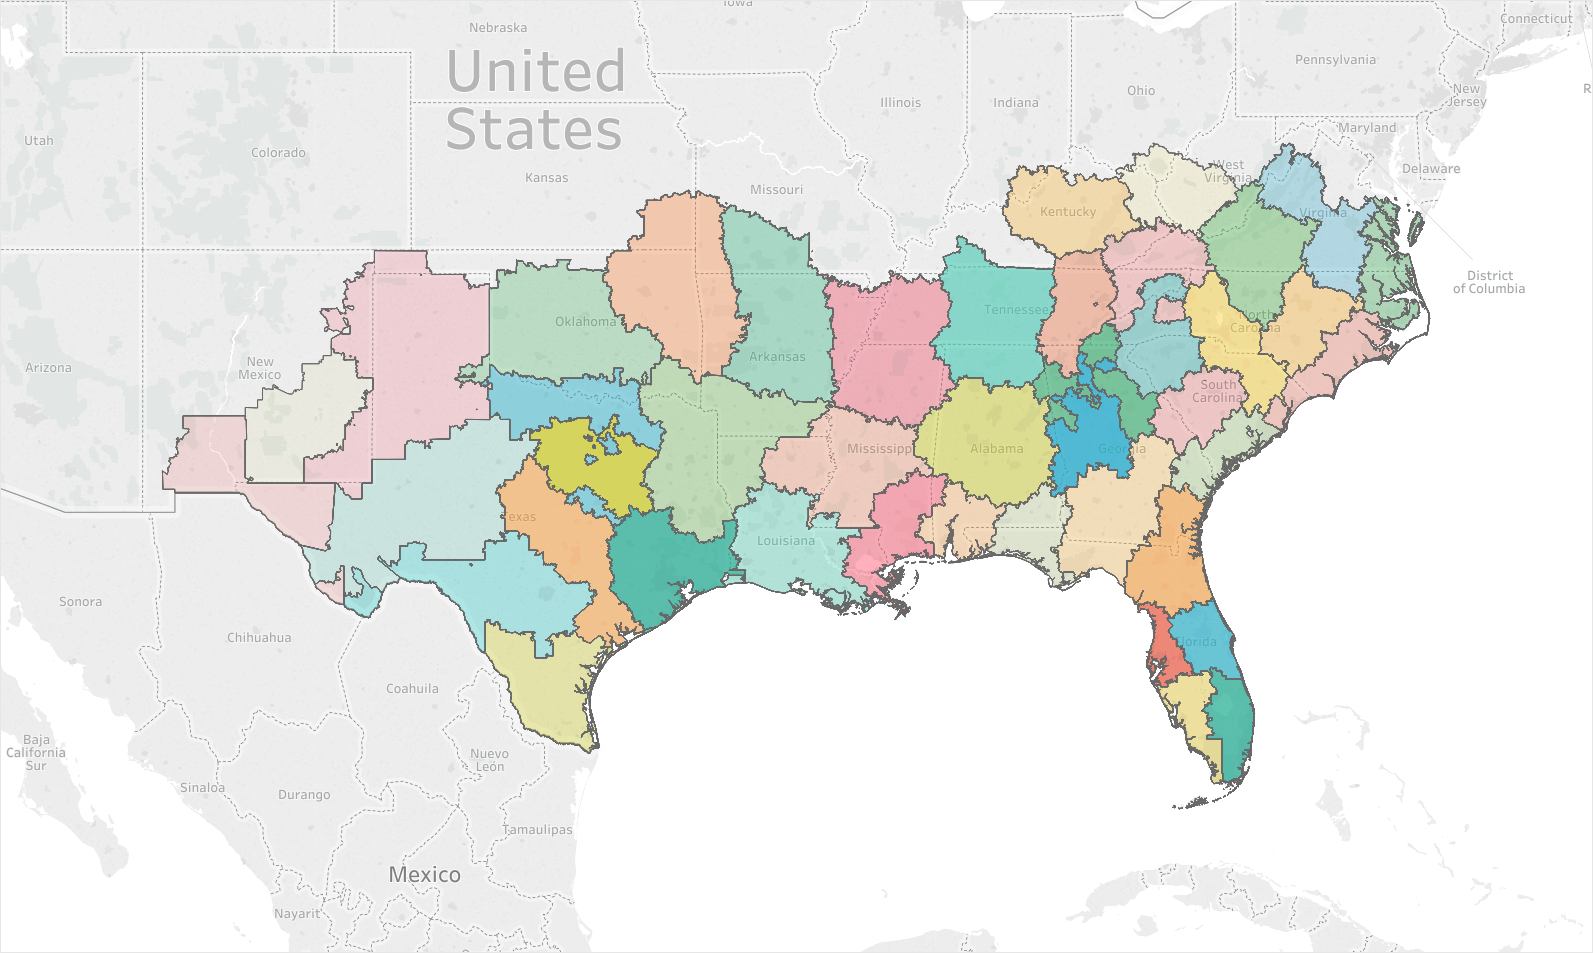 Iowa
Connecticut
Nebraska
United
States
Pennsylvania
Illinois
Indiana
Ohio
New
Jersey
R
Utah
Colorado
Maryland
Kansas
Missouri
West
Virginia
Delaware
Kentucky
Virginia
District
of Columbia
Oklahoma
Tennessee
North
Carolina
Arizona
New
Mexico
Arkansas
South
Carolina
Mississipp
Alabama
Georgia
Texas
Louisiana
Sonora
Chihuahua
Florida
Coahuila
Baja
California
Sur
Nuevo
León
Sinaloa
Durango
Tamaulipas
Mexico
Nayarit